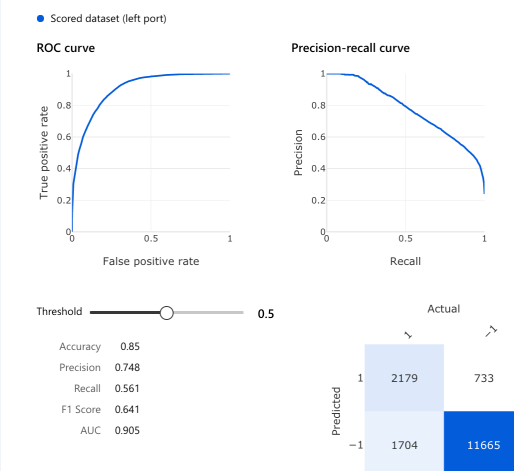 Scored dataset (left port)
ROC curve
Precision-recall curve
1
0.8
0.6
0.4
0.2
0
0
0.5
1
True positive rate
False positive rate
1
0.8
0.6
0.4
0.2
0
0
0.5
1
Precision
Recall
Threshold
0.5
Accuracy 0.85
Precision 0.748
Recall 0.561
F1 Score 0.641
AUC 0.905
Actual
1 −1
Predicted
1 2179 733
−1 1704 11665